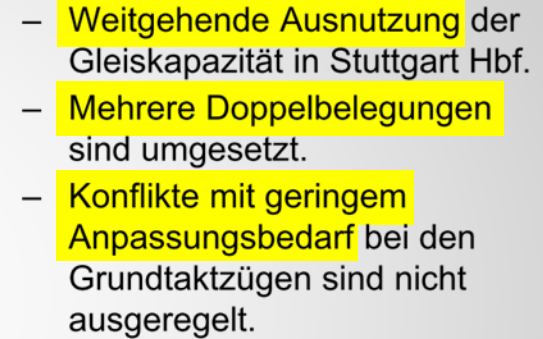 – Weitgehende Ausnutzung der
Gleiskapazität in Stuttgart Hbf.
– Mehrere Doppelbelegungen
sind umgesetzt.
– Konflikte mit geringem
Anpassungsbedarf bei den
Grundtaktzügen sind nicht
ausgeregelt.